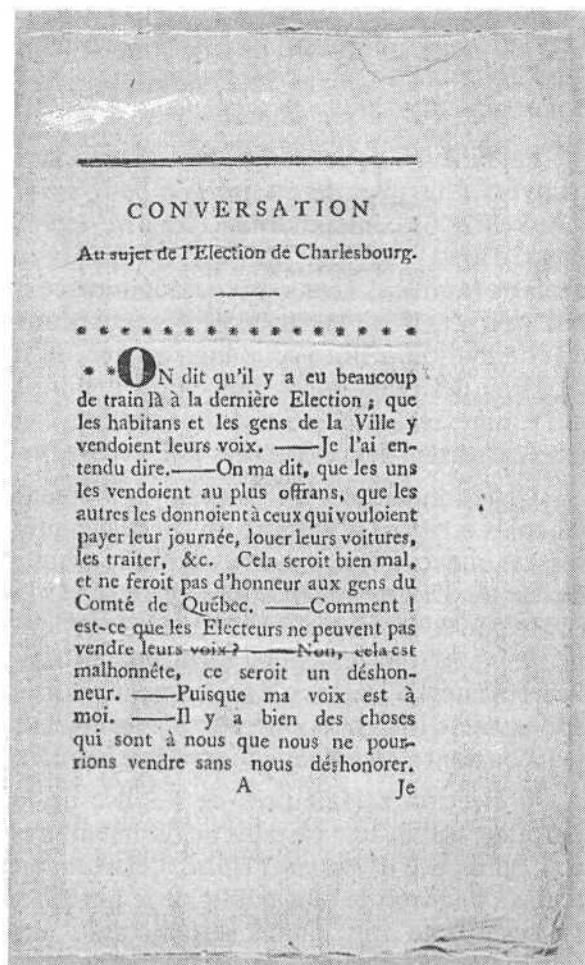 CONVERSATION
Au sujet de l'Election de Charlesbourg.
* * * * * * * * * * * * * * * * *
* * ON dit qu'il y a eu beaucoup
de train là à la dernière Election ; que
les habitans et les gens de la Ville y
vendoient leurs voix. ——Je l'ai en-
tendu dire.——On ma dit, que les uns
les vendoient au plus offrans, que les
autres les donnoient à ceux qui vouloient
payer leur journée, louer leurs voitures,
les traiter, &c. Cela seroit bien mal,
et ne feroit pas d'honneur aux gens du
Comté de Québec. ——Comment !
est-ce que les Electeurs ne peuvent pas
vendre leurs voix ? ——Non, cela est
malhonnête, ce seroit un déshon-
neur. ——Puisque ma voix est à
moi. ——Il y a bien des choses
qui sont à nous que nous ne pour-
rions vendre sans nous déshonorer.
A Je